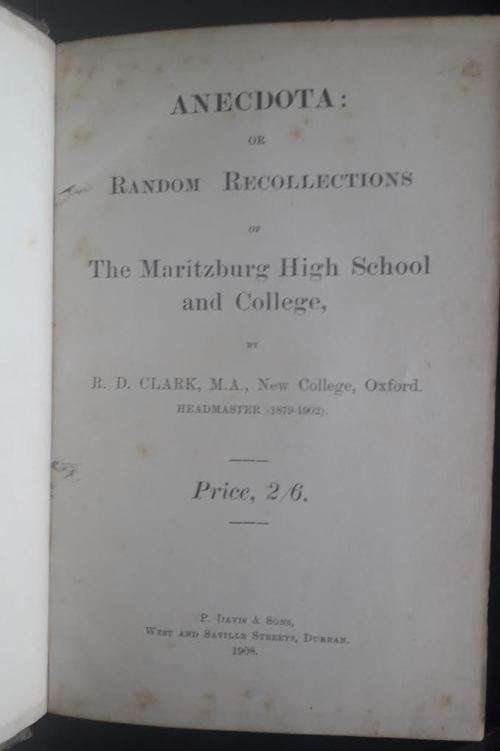 ANECDOTA:
OR
RANDOM RECOLLECTIONS
OF
The Maritzburg High School
and College,
BY
R. D. CLARK, M.A., New College, Oxford.
HEADMASTER (1879-1902).
Price, 2/6.
P. DAVIS & SONS,
WEST AND SAVILLE STREETS, DURBAN.
1908.